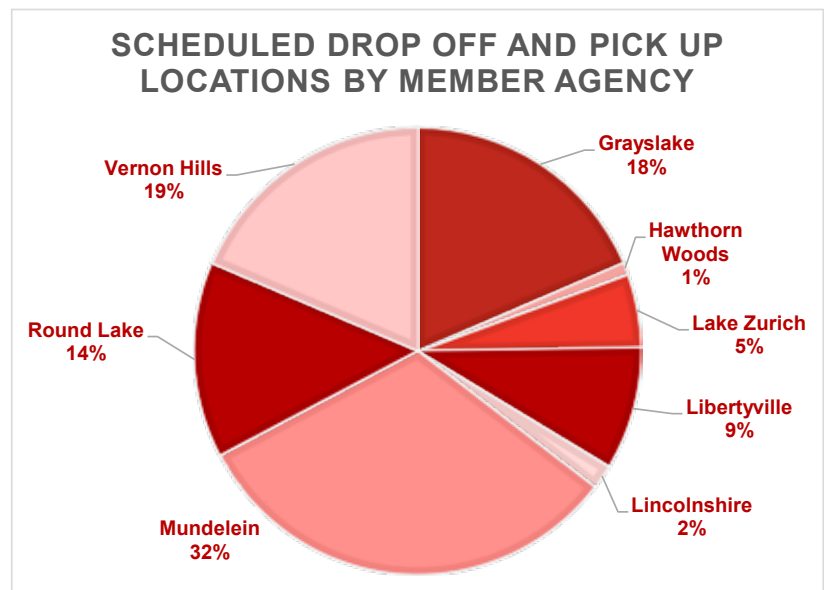 SCHEDULED DROP OFF AND PICK UP
LOCATIONS BY MEMBER AGENCY
Grayslake
18%
Hawthorn
Woods
1%
Lake Zurich
5%
Libertyville
9%
Lincolnshire
2%
Mundelein
32%
Round Lake
14%
Vernon Hills
19%